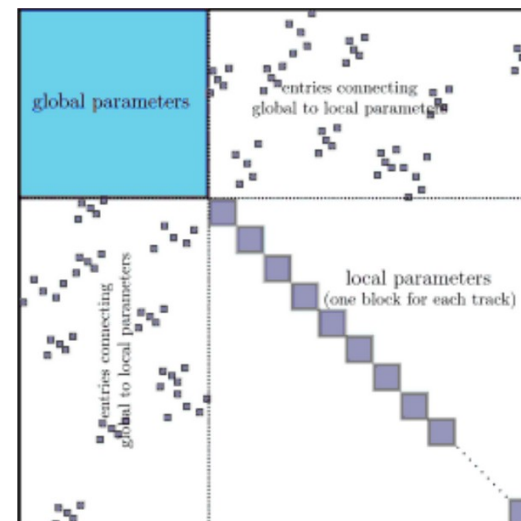 global parameters
entries connecting
global to local parameters
local parameters
(one block for each track)
entries connecting
global to local parameters